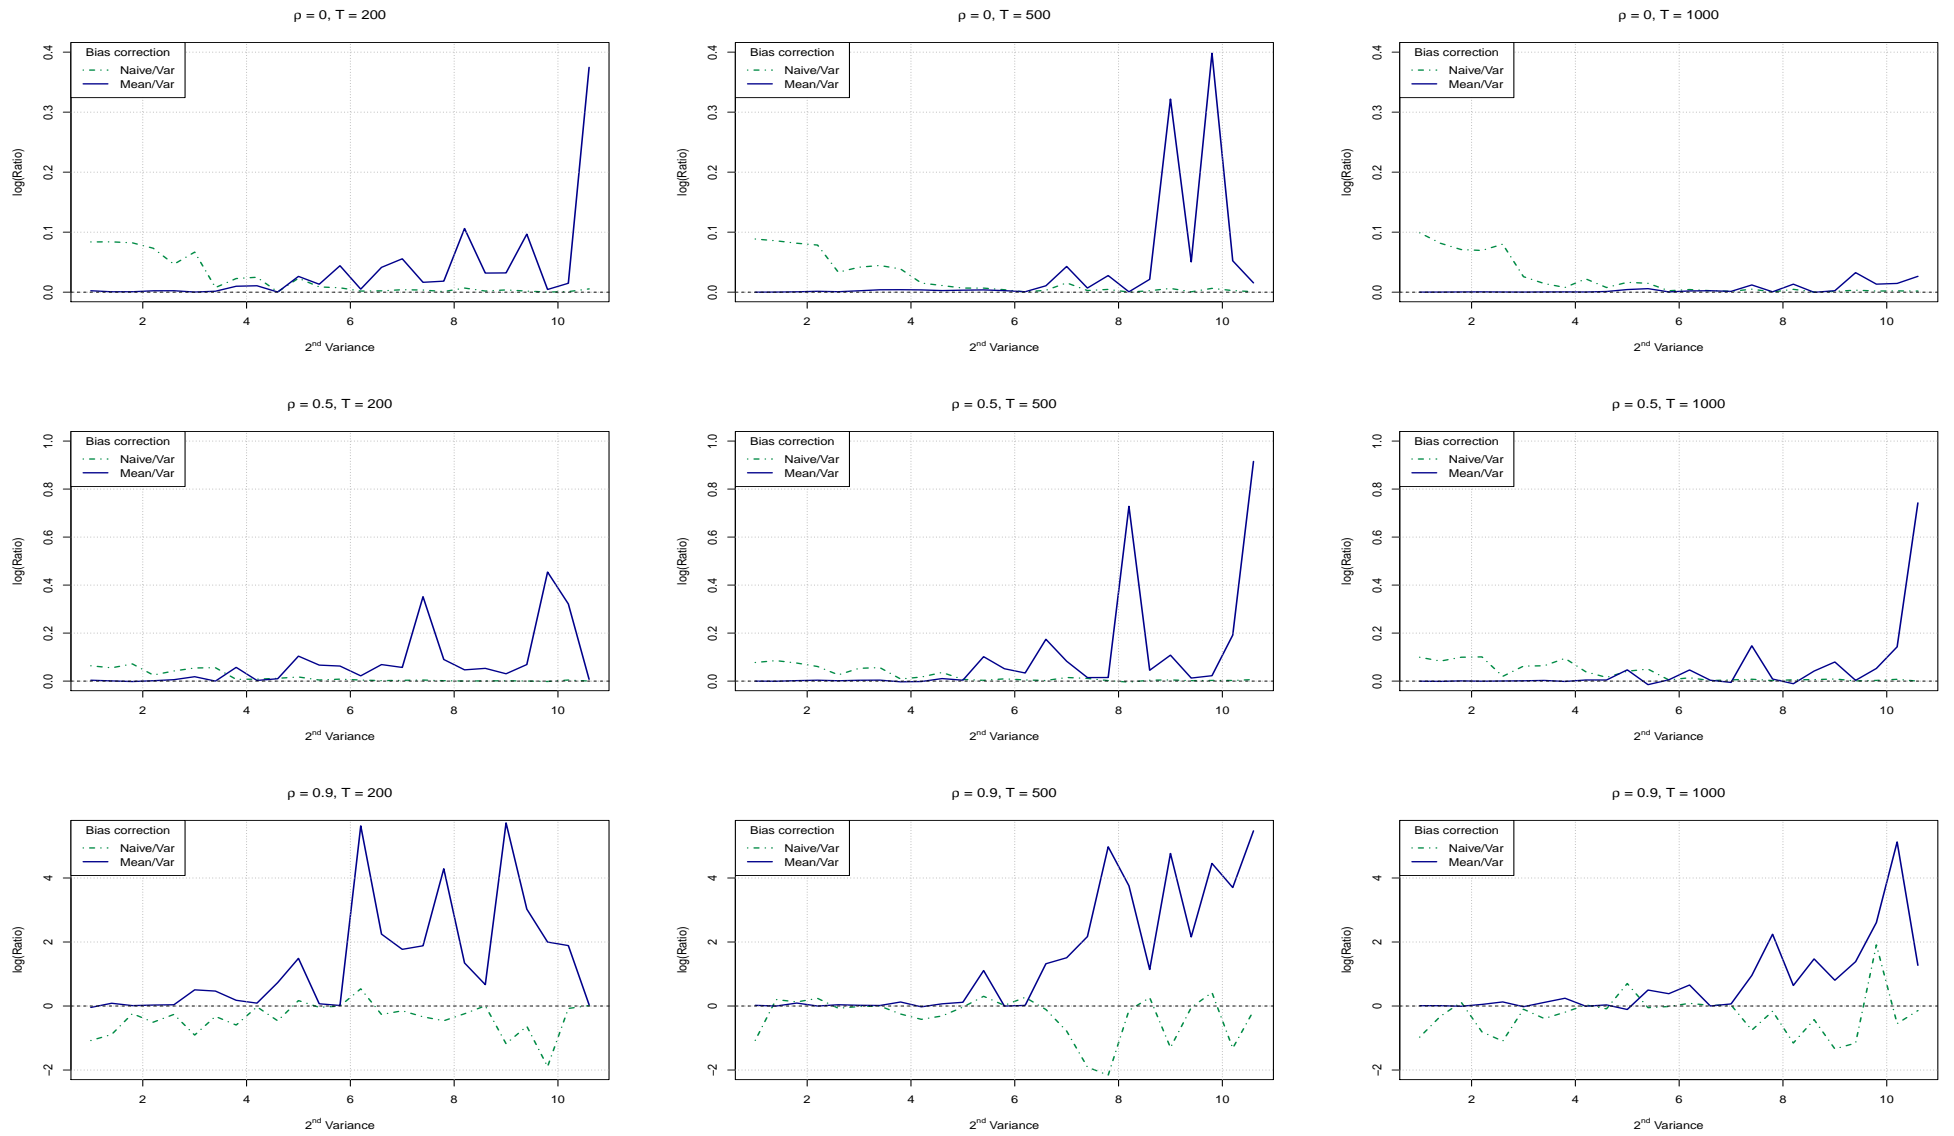 ρ = 0, T = 200
Bias correction
Naive/Var
Mean/Var
log(Ratio)
0.0 0.1 0.2 0.3 0.4
2 4 6 8 10
2nd Variance
ρ = 0, T = 500
Bias correction
Naive/Var
Mean/Var
log(Ratio)
0.0 0.1 0.2 0.3 0.4
2 4 6 8 10
2nd Variance
ρ = 0, T = 1000
Bias correction
Naive/Var
Mean/Var
log(Ratio)
0.0 0.1 0.2 0.3 0.4
2 4 6 8 10
2nd Variance
ρ = 0.5, T = 200
Bias correction
Naive/Var
Mean/Var
log(Ratio)
0.0 0.2 0.4 0.6 0.8 1.0
2 4 6 8 10
2nd Variance
ρ = 0.5, T = 500
Bias correction
Naive/Var
Mean/Var
log(Ratio)
0.0 0.2 0.4 0.6 0.8 1.0
2 4 6 8 10
2nd Variance
ρ = 0.5, T = 1000
Bias correction
Naive/Var
Mean/Var
log(Ratio)
0.0 0.2 0.4 0.6 0.8 1.0
2 4 6 8 10
2nd Variance
ρ = 0.9, T = 200
Bias correction
Naive/Var
Mean/Var
log(Ratio)
−2 0 2 4
2 4 6 8 10
2nd Variance
ρ = 0.9, T = 500
Bias correction
Naive/Var
Mean/Var
log(Ratio)
−2 0 2 4
2 4 6 8 10
2nd Variance
ρ = 0.9, T = 1000
Bias correction
Naive/Var
Mean/Var
log(Ratio)
−2 0 2 4
2 4 6 8 10
2nd Variance